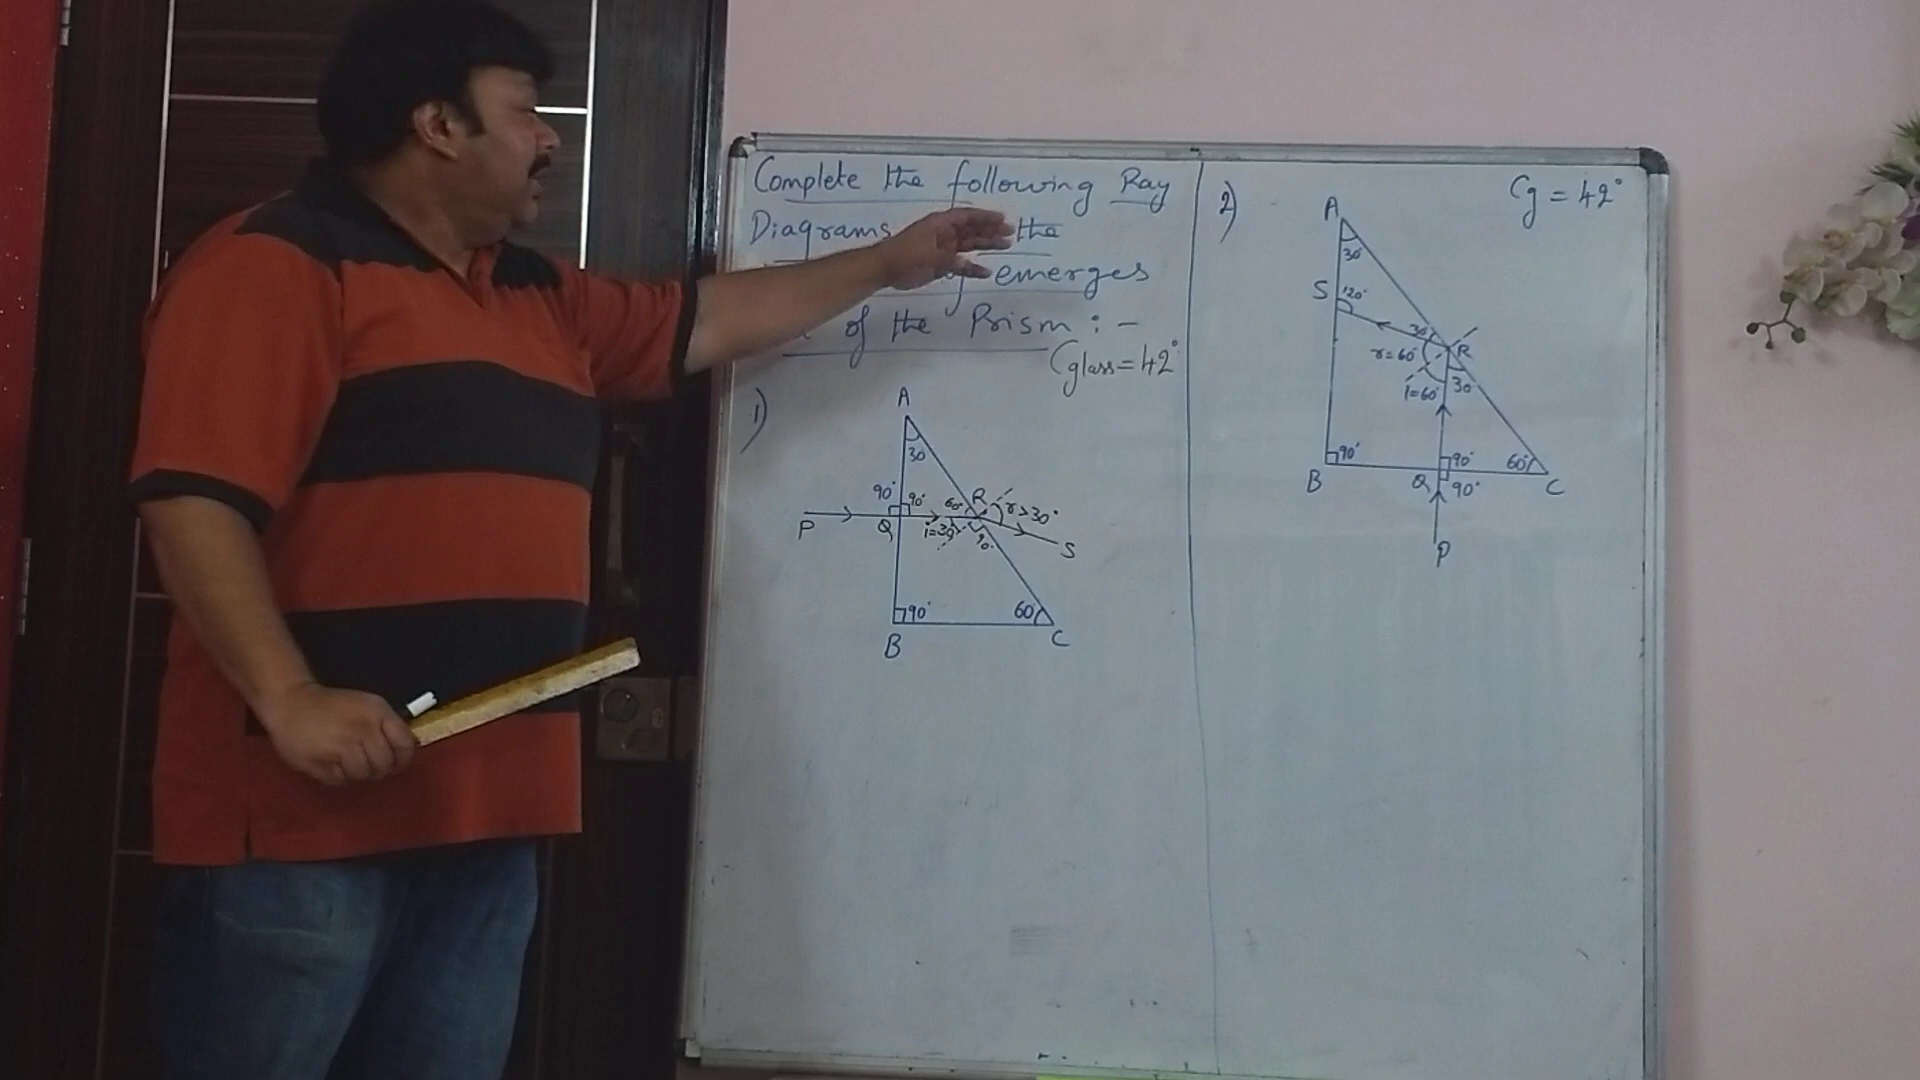 Complete the following Ray
Diagrams the
emerges
of the Prism : -
Cglass = 42°
1)
A
30
90° 90° 60° R r>30°
P Q i=30° 90° S
90° 60
B C
2)
Cg = 42°
A
30°
S 120°
30° R
r=60°
i=60° 30
90° 90° 60°
B Q 90° C
P